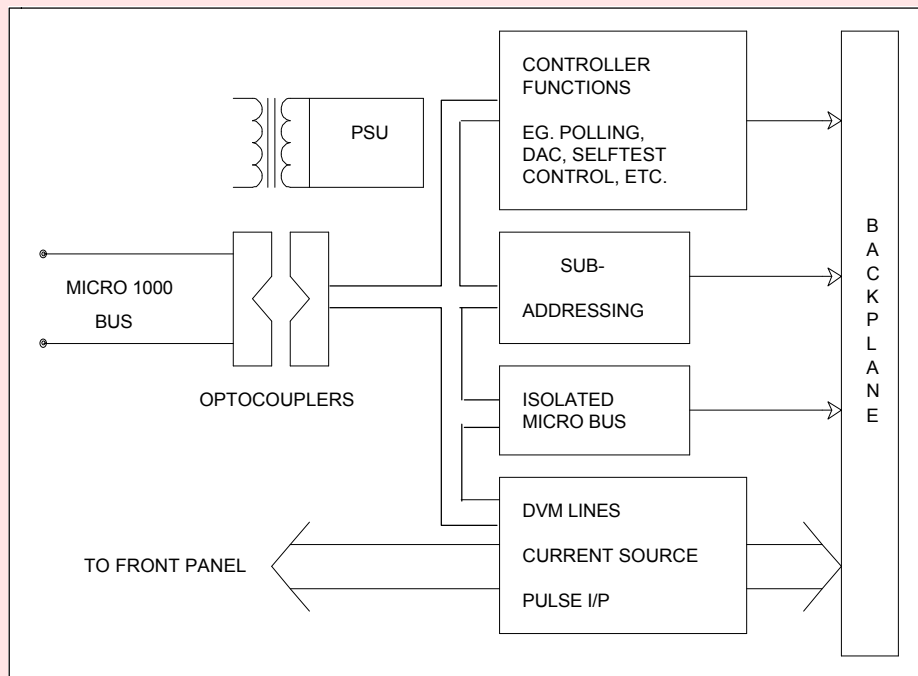 CONTROLLER
FUNCTIONS
EG. POLLING,
DAC, SELFTEST
CONTROL, ETC.
PSU
MICRO 1000
BUS
OPTOCOUPLERS
SUB-
ADDRESSING
ISOLATED
MICRO BUS
DVM LINES
CURRENT SOURCE
PULSE I/P
TO FRONT PANEL
B
A
C
K
P
L
A
N
E